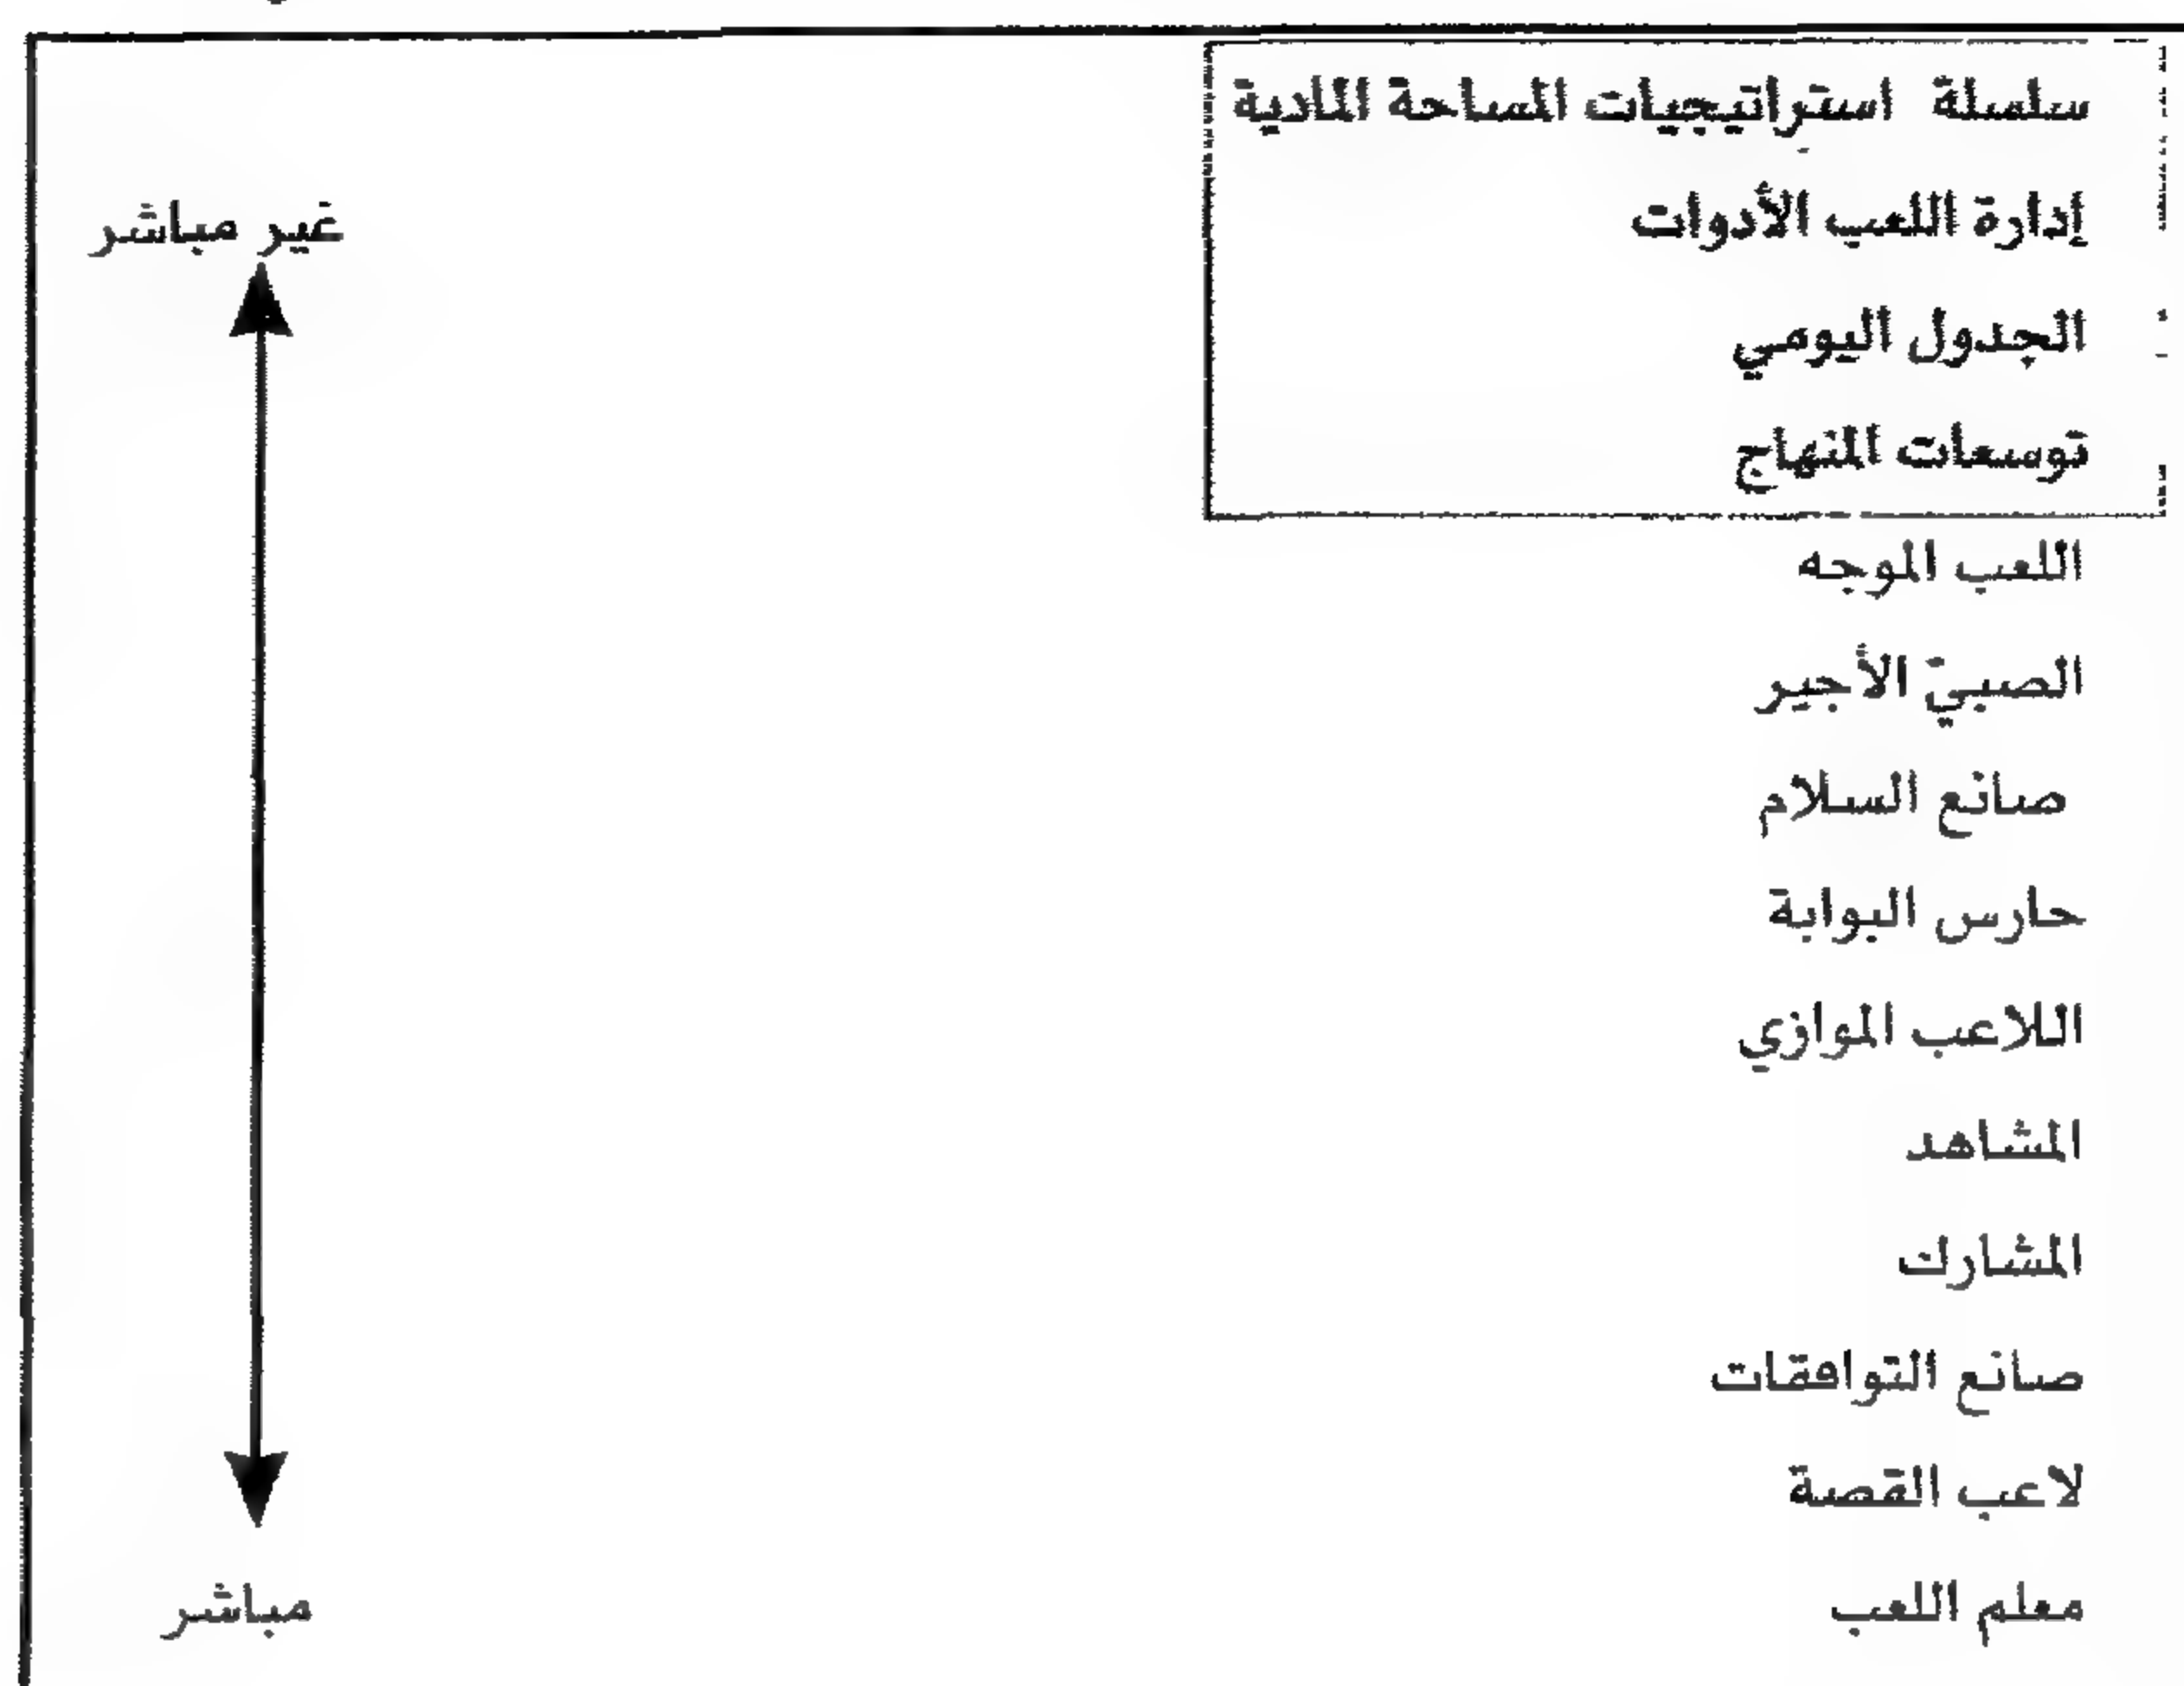 سلسلة استراتيجيات المساحة المادية
إدارة اللعب الأدوات
غير مباشر
الجدول اليومي
توسعات المنهاج
اللعب الموجه
الصبيّ الأجير
صانع السلام
حارس البوابة
اللاعب الموازي
المشاهد
المشارك
صانع التوافقات
لاعب القصة
معلم اللعب
مباشر